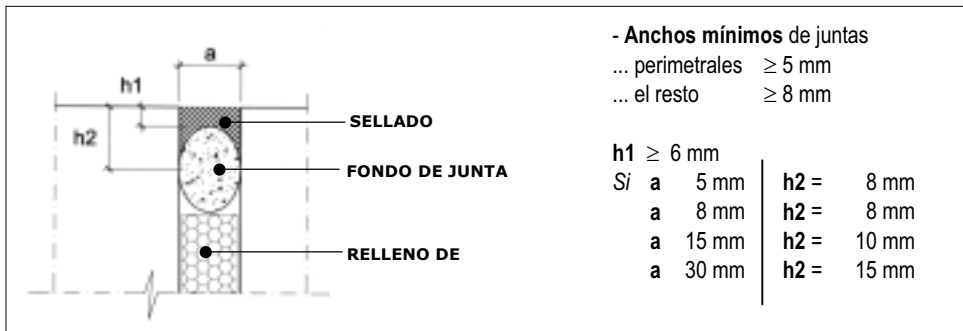 a
h1
h2
SELLADO
FONDO DE JUNTA
RELLENO DE
- Anchos mínimos de juntas
... perimetrales ≥ 5 mm
... el resto ≥ 8 mm
h1 ≥ 6 mm
Si a 5 mm h2 = 8 mm
a 8 mm h2 = 8 mm
a 15 mm h2 = 10 mm
a 30 mm h2 = 15 mm